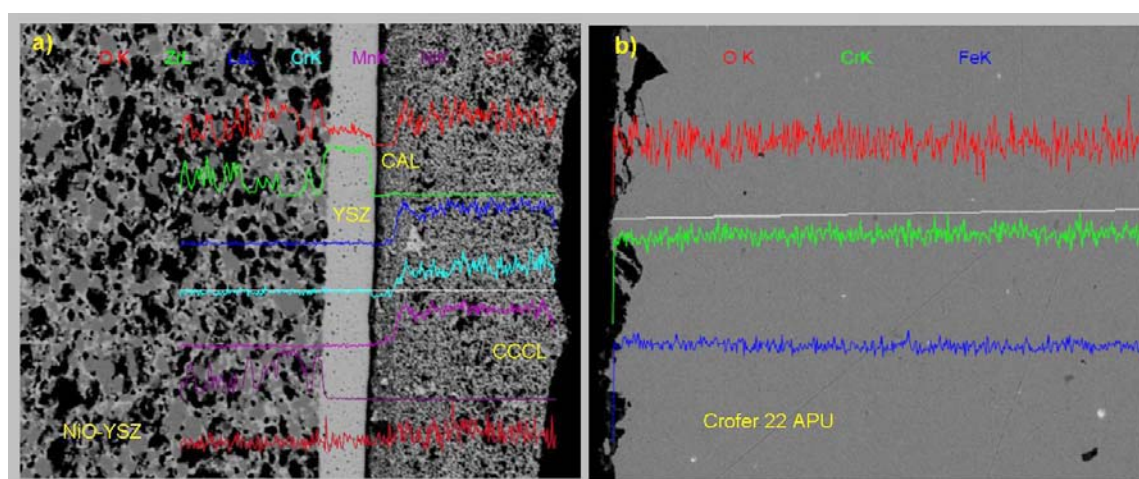 a)
O K ZrL LaL CrK MnK NiK SrK
CAL
YSZ
CCCL
NiO-YSZ
b)
O K CrK FeK
Crofer 22 APU